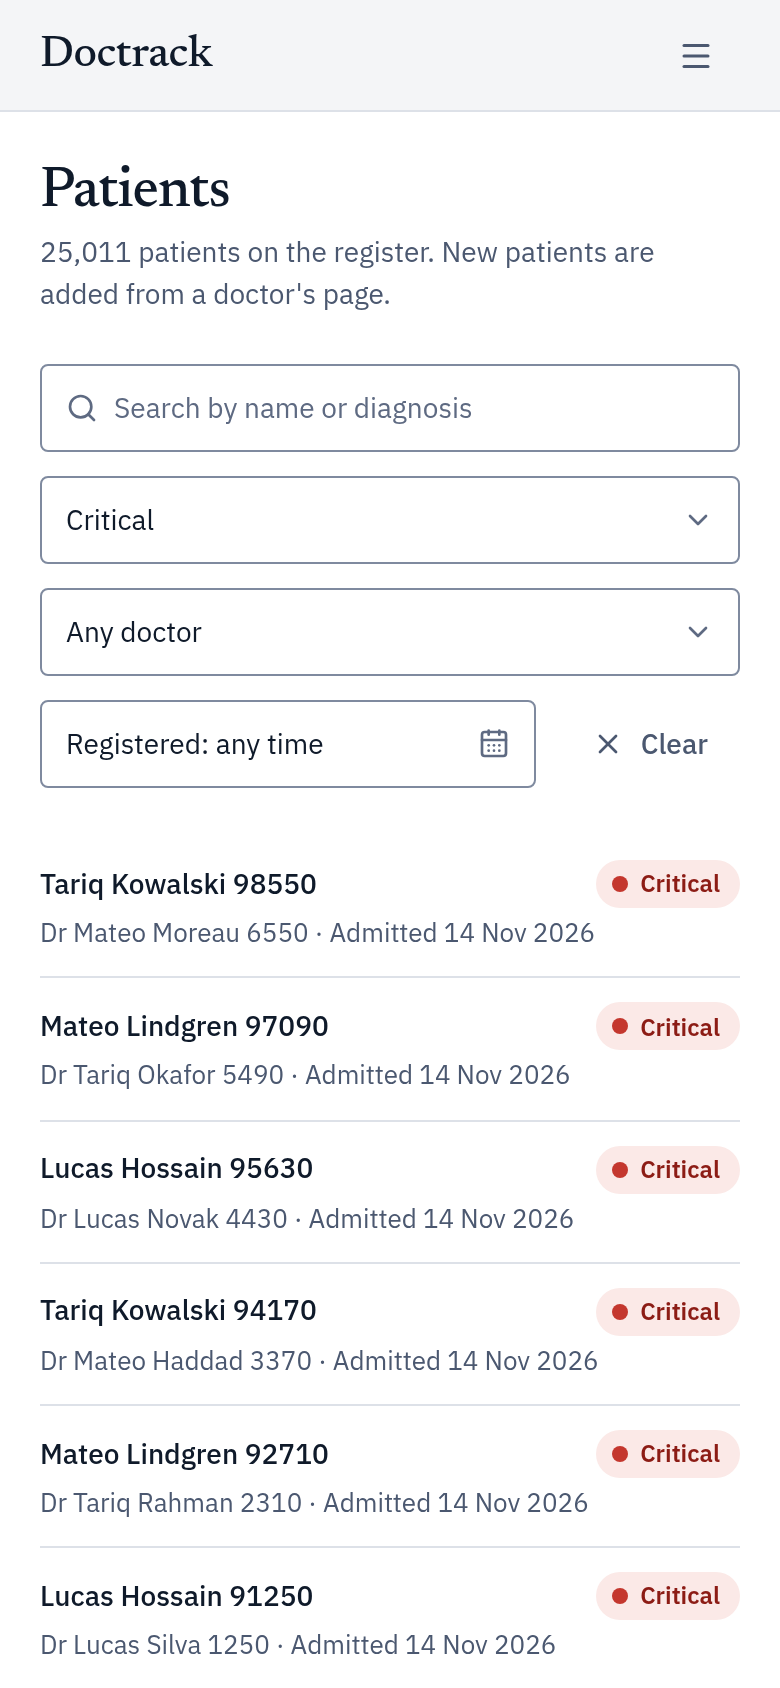 Doctrack
Patients
25,011 patients on the register. New patients are
added from a doctor's page.
Search by name or diagnosis
Critical
Any doctor
Registered: any time
Clear
Tariq Kowalski 98550
Critical
Dr Mateo Moreau 6550 · Admitted 14 Nov 2026
Mateo Lindgren 97090
Critical
Dr Tariq Okafor 5490 · Admitted 14 Nov 2026
Lucas Hossain 95630
Critical
Dr Lucas Novak 4430 · Admitted 14 Nov 2026
Tariq Kowalski 94170
Critical
Dr Mateo Haddad 3370 · Admitted 14 Nov 2026
Mateo Lindgren 92710
Critical
Dr Tariq Rahman 2310 · Admitted 14 Nov 2026
Lucas Hossain 91250
Critical
Dr Lucas Silva 1250 · Admitted 14 Nov 2026